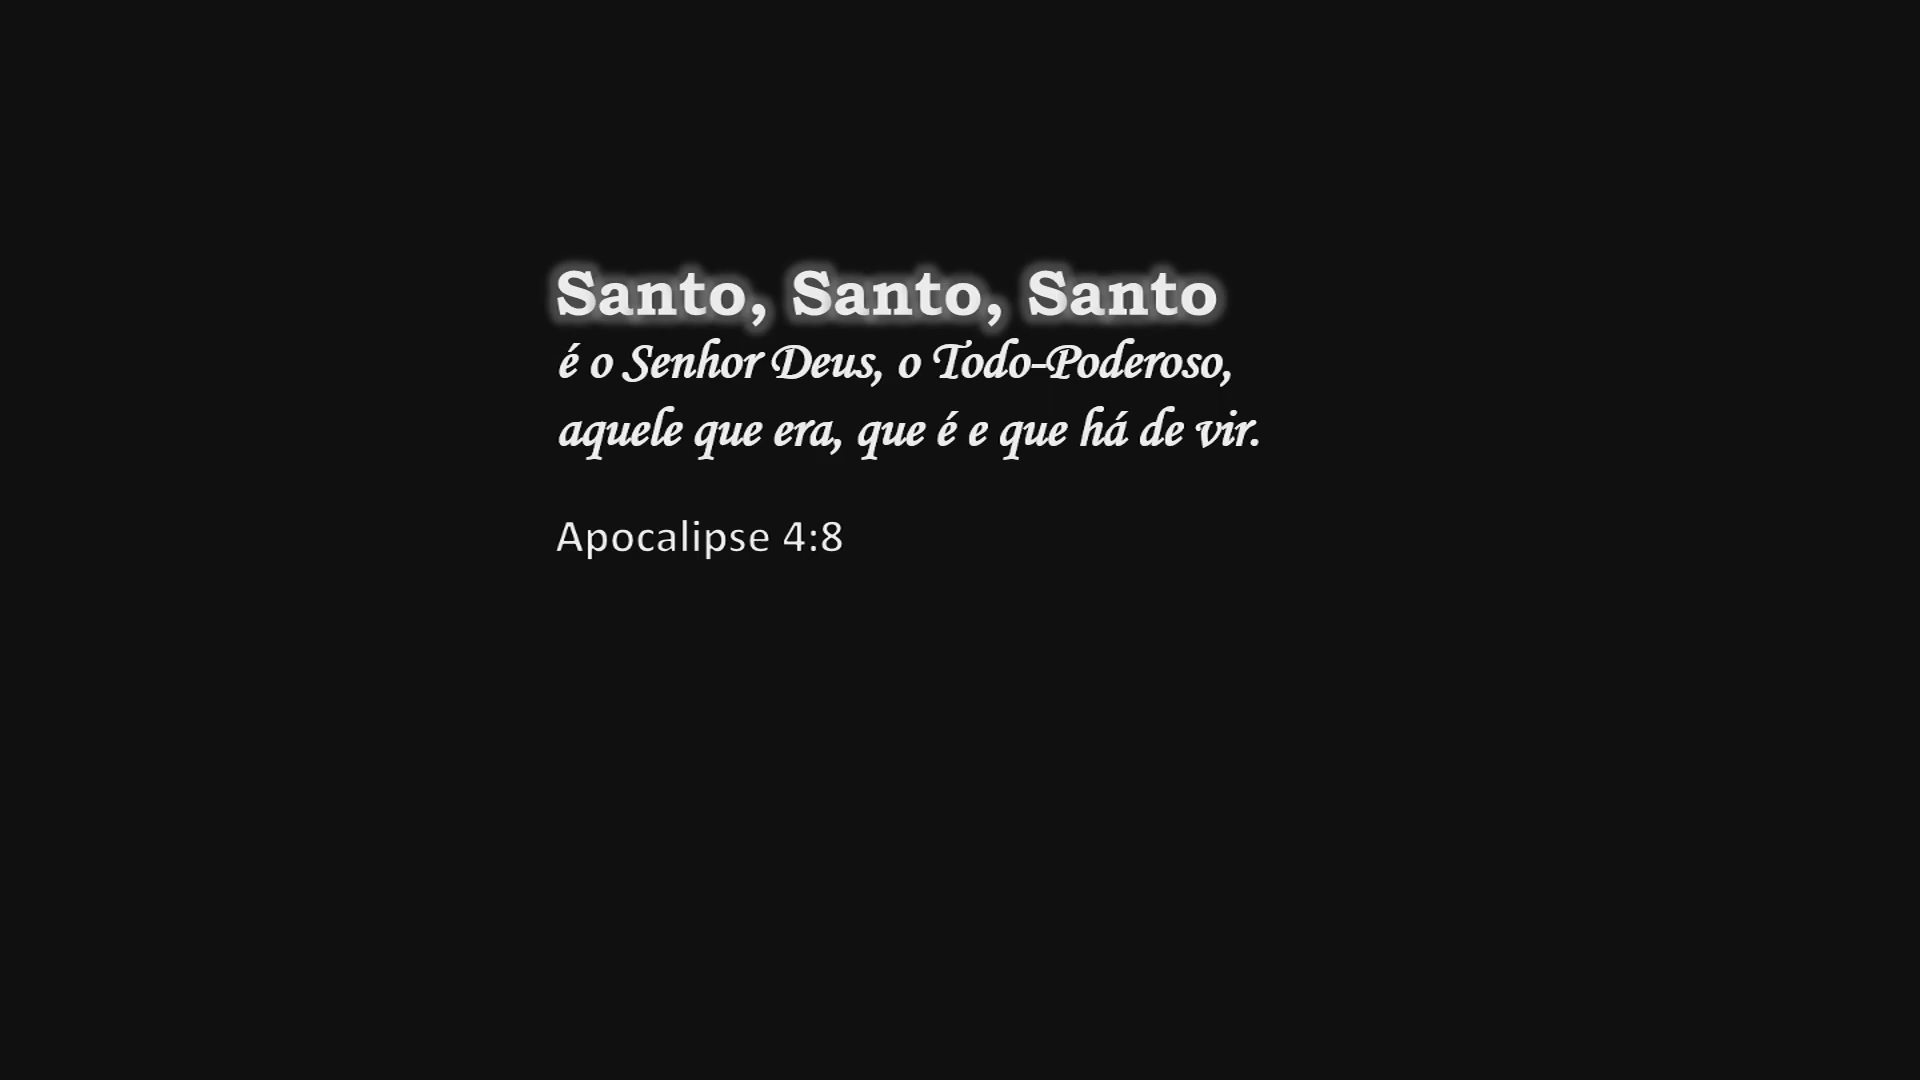 Santo, Santo, Santo
é o Senhor Deus, o Todo-Poderoso,
aquele que era, que é e que há de vir.
Apocalipse 4:8